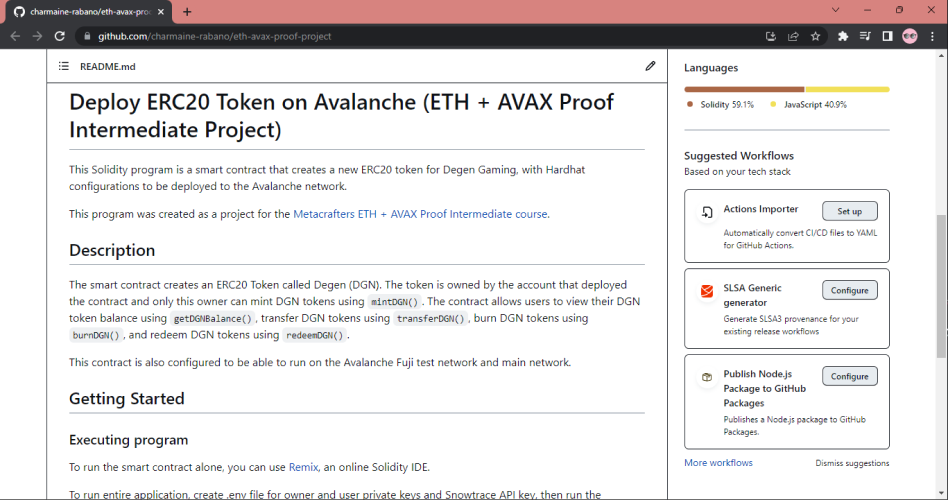 charmaine-rabano/eth-avax-proo
github.com/charmaine-rabano/eth-avax-proof-project
README.md
Deploy ERC20 Token on Avalanche (ETH + AVAX Proof
Intermediate Project)
This Solidity program is a smart contract that creates a new ERC20 token for Degen Gaming, with Hardhat
configurations to be deployed to the Avalanche network.
This program was created as a project for the Metacrafters ETH + AVAX Proof Intermediate course.
Description
The smart contract creates an ERC20 Token called Degen (DGN). The token is owned by the account that deployed
the contract and only this owner can mint DGN tokens using mintDGN(). The contract allows users to view their DGN
token balance using getDGNBalance(), transfer DGN tokens using transferDGN(), burn DGN tokens using
burnDGN(), and redeem DGN tokens using redeemDGN().
This contract is also configured to be able to run on the Avalanche Fuji test network and main network.
Getting Started
Executing program
To run the smart contract alone, you can use Remix, an online Solidity IDE.
To run entire application, create .env file for owner and user private keys and Snowtrace API key, then run the
Languages
Solidity 59.1% JavaScript 40.9%
Suggested Workflows
Based on your tech stack
Actions Importer
Set up
Automatically convert CI/CD files to YAML
for GitHub Actions.
SLSA Generic
generator
Configure
Generate SLSA3 provenance for your
existing release workflows
Publish Node.js
Package to GitHub
Packages
Configure
Publishes a Node.js package to GitHub
Packages.
More workflows
Dismiss suggestions